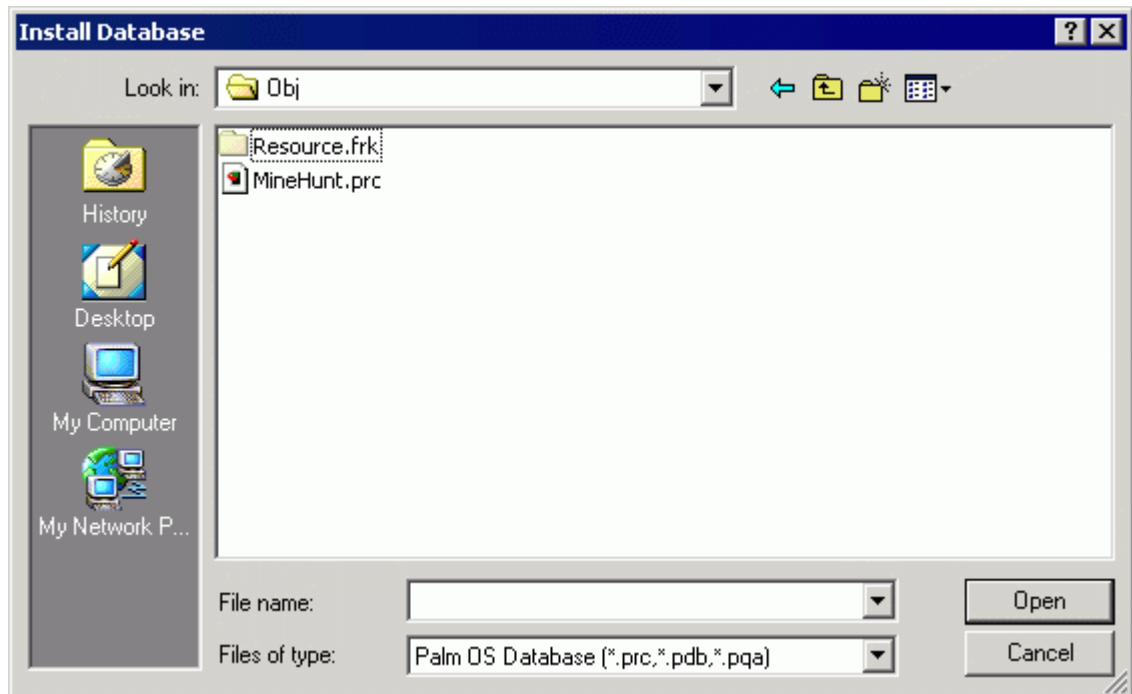 Install Database
Look in: Obj
Resource.frk
MineHunt.prc
History
Desktop
My Computer
My Network P...
File name:
Open
Files of type: Palm OS Database (*.prc,*.pdb,*.pqa)
Cancel